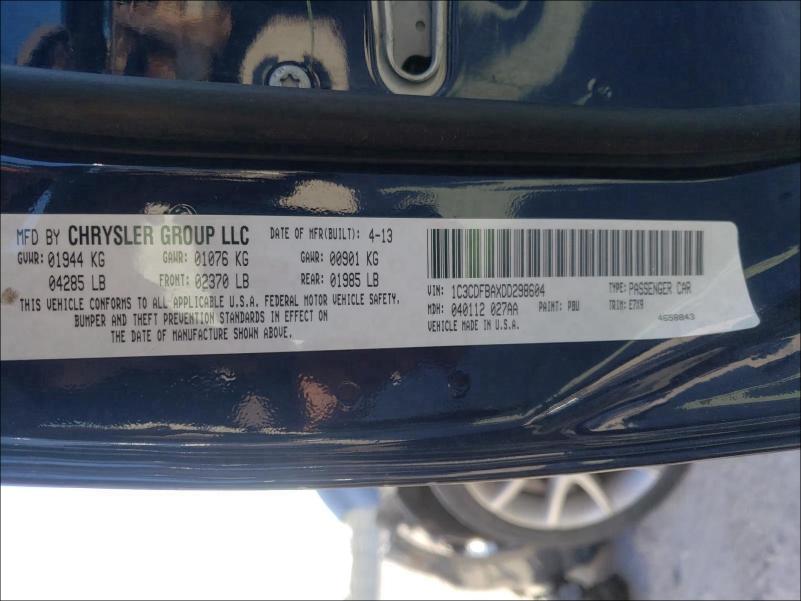 MFD BY CHRYSLER GROUP LLC DATE OF MFR(BUILT): 4-13
GVWR: 01944 KG GAWR: 01076 KG GAWR: 00901 KG
04285 LB FRONT: 02370 LB REAR: 01985 LB
THIS VEHICLE CONFORMS TO ALL APPLICABLE U.S.A. FEDERAL MOTOR VEHICLE SAFETY,
BUMPER AND THEFT PREVENTION STANDARDS IN EFFECT ON
THE DATE OF MANUFACTURE SHOWN ABOVE.
VIN: 1C3CDFBAXDD298604 TYPE: PASSENGER CAR
MDH: 040112 027AA PAINT: PBU TRIM: E7X9
VEHICLE MADE IN U.S.A. 4658843